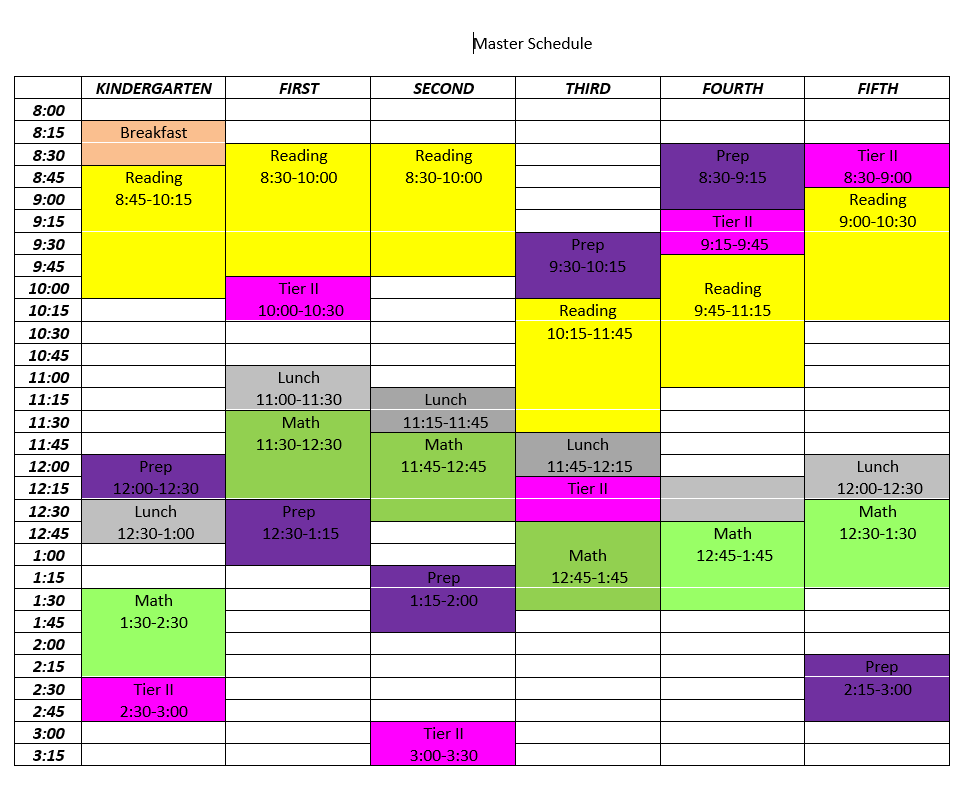 Master Schedule
KINDERGARTEN FIRST SECOND THIRD FOURTH FIFTH
8:00
8:15 Breakfast
8:30 Reading Reading Prep Tier II
8:45 Reading 8:30-10:00 8:30-10:00 8:30-9:15 8:30-9:00
9:00 8:45-10:15 Reading
9:15 Tier II 9:00-10:30
9:30 Prep 9:15-9:45
9:45 9:30-10:15
10:00 Tier II Reading
10:15 10:00-10:30 Reading 9:45-11:15
10:30 10:15-11:45
10:45
11:00 Lunch
11:15 11:00-11:30 Lunch
11:30 Math 11:15-11:45
11:45 11:30-12:30 Math Lunch
12:00 Prep 11:45-12:45 11:45-12:15 Lunch
12:15 12:00-12:30 Tier II 12:00-12:30
12:30 Lunch Prep Math
12:45 12:30-1:00 12:30-1:15 Math 12:30-1:30
1:00 Math 12:45-1:45
1:15 Prep 12:45-1:45
1:30 Math 1:15-2:00
1:45 1:30-2:30
2:00
2:15 Prep
2:30 Tier II 2:15-3:00
2:45 2:30-3:00
3:00 Tier II
3:15 3:00-3:30